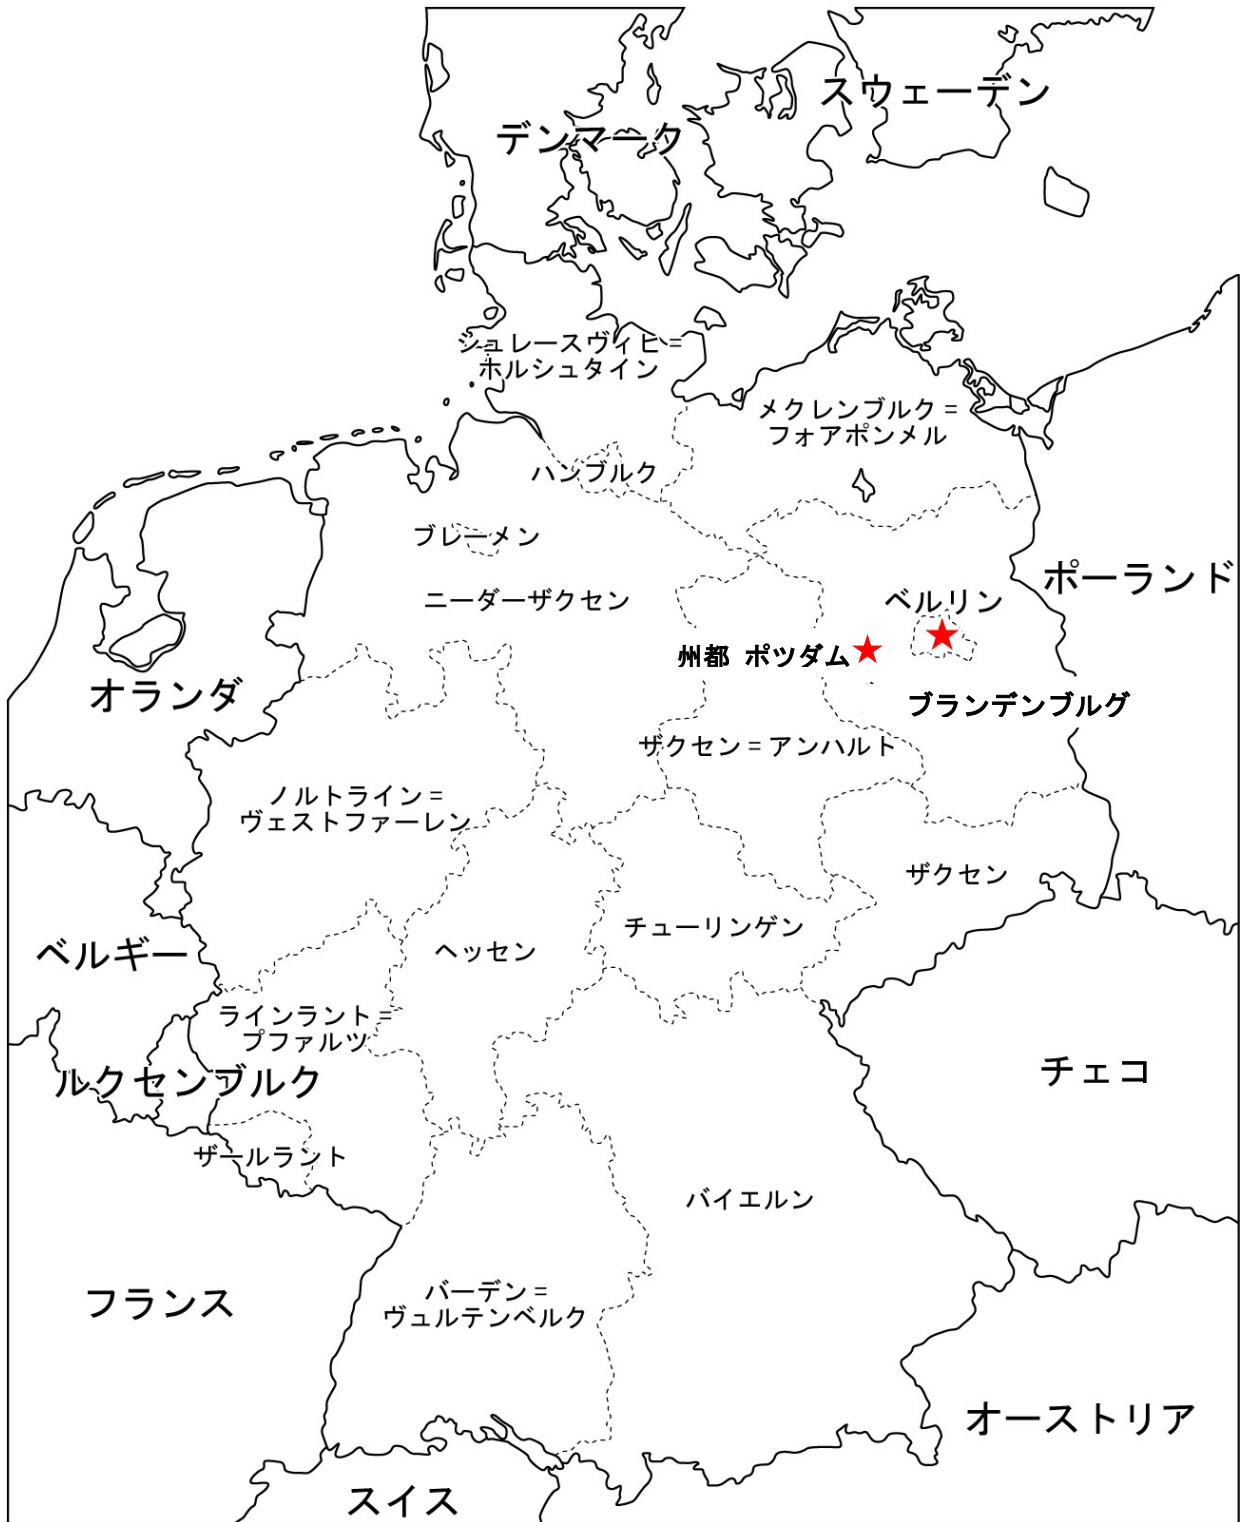 スウェーデン
デンマーク
シュレースヴィヒ=
ホルシュタイン
メクレンブルク=
フォアポンメル
ハンブルク
ブレーメン
ポーランド
ニーダーザクセン
ベルリン
州都 ポツダム
オランダ
ブランデンブルグ
ザクセン=アンハルト
ノルトライン=
ヴェストファーレン
ザクセン
チューリンゲン
ベルギー
ヘッセン
ラインラント=
プファルツ
ルクセンブルク
チェコ
ザールラント
バイエルン
フランス
バーデン=
ヴュルテンベルク
オーストリア
スイス